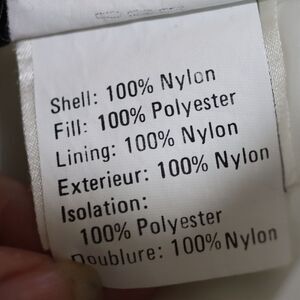 Shell: 100% Nylon
Fill: 100% Polyester
Lining: 100% Nylon
Exterieur: 100% Nylon
Isolation:
100% Polyester
Doublure: 100% Nylon